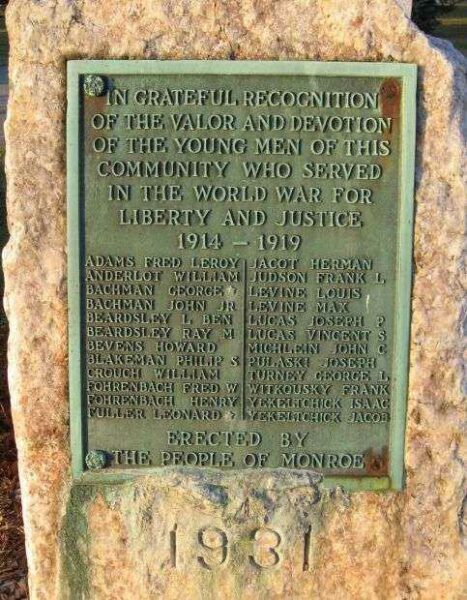 IN GRATEFUL RECOGNITION
OF THE VALOR AND DEVOTION
OF THE YOUNG MEN OF THIS
COMMUNITY WHO SERVED
IN THE WORLD WAR FOR
LIBERTY AND JUSTICE
1914 – 1919
ADAMS FRED LEROY
ANDERLOT WILLIAM
BACHMAN GEORGE ☆
BACHMAN JOHN JR
BEARDSLEY L BEN
BEARDSLEY RAY M
BEVENS HOWARD
BLAKEMAN PHILIP S
CROUCH WILLIAM
FOHRENBACH FRED W
FOHRENBACH HENRY
FULLER LEONARD ☆
JACOT HERMAN
JUDSON FRANK L
LEVINE LOUIS
LEVINE MAX
LUCAS JOSEPH P
LUCAS VINCENT S
MICHLEIN JOHN C
PULASKI JOSEPH
TURNEY GEORGE L
WITKOUSKY FRANK
YEKELTCHICK ISAAC
YEKELTCHICK JACOB
ERECTED BY
THE PEOPLE OF MONROE
1931